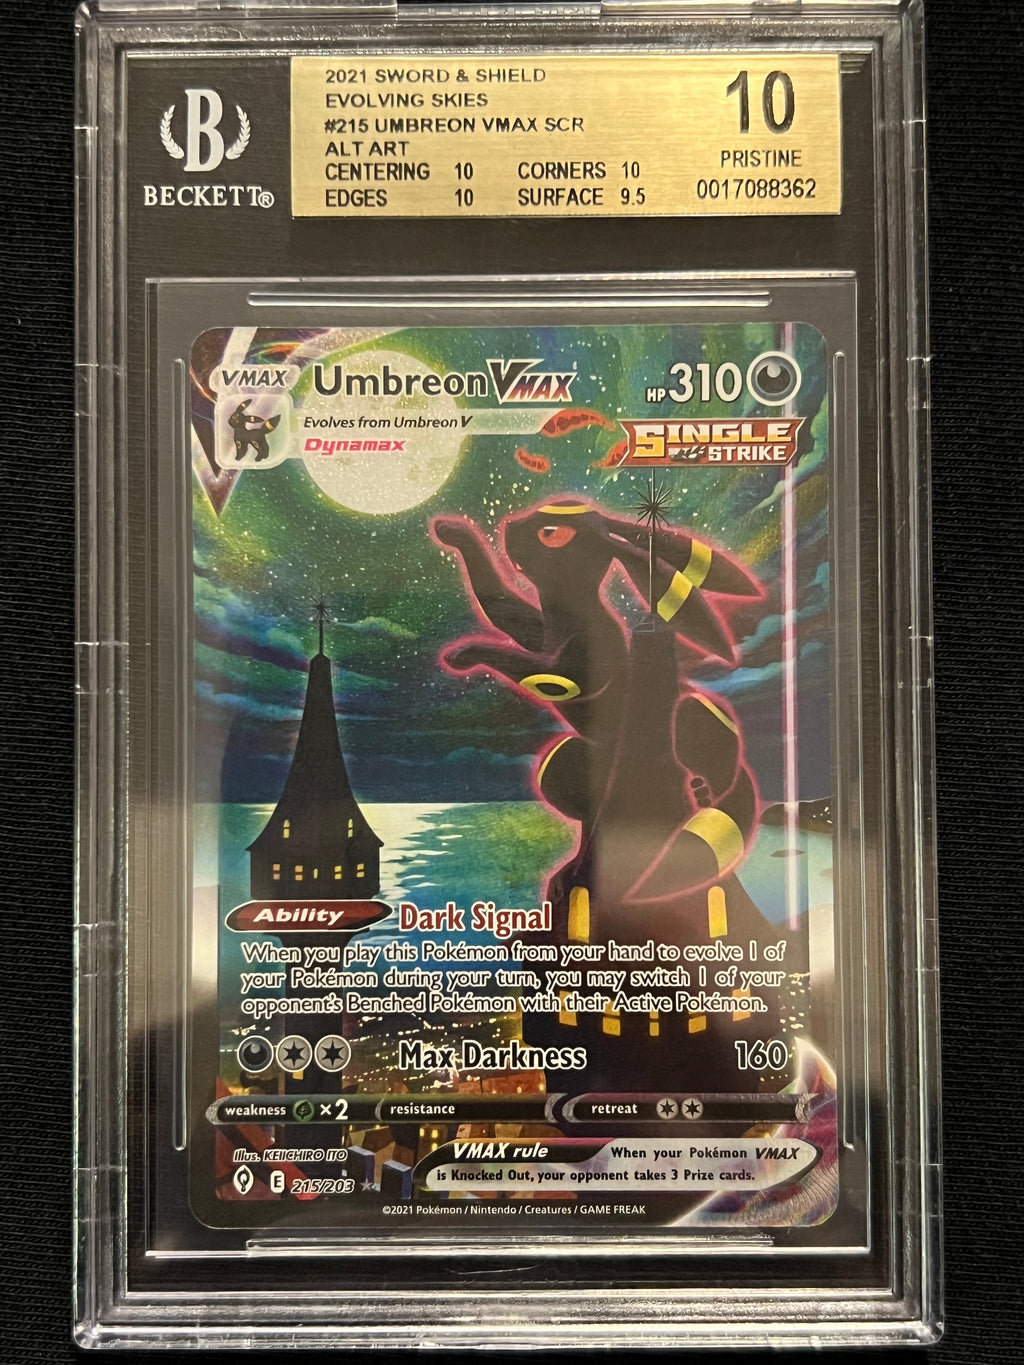 B
BECKETT®
2021 SWORD & SHIELD
EVOLVING SKIES
#215 UMBREON VMAX SCR
ALT ART
CENTERING 10 CORNERS 10
EDGES 10 SURFACE 9.5
10
PRISTINE
0017088362
VMAX Umbreon VMAX HP 310
Evolves from Umbreon V
Dynamax
SINGLE
STRIKE
Ability Dark Signal
When you play this Pokémon from your hand to evolve 1 of
your Pokémon during your turn, you may switch 1 of your
opponent's Benched Pokémon with their Active Pokémon.
Max Darkness 160
weakness ×2 resistance retreat
Illus. KEIICHIRO ITO
E 215/203
VMAX rule When your Pokémon VMAX
is Knocked Out, your opponent takes 3 Prize cards.
©2021 Pokémon / Nintendo / Creatures / GAME FREAK